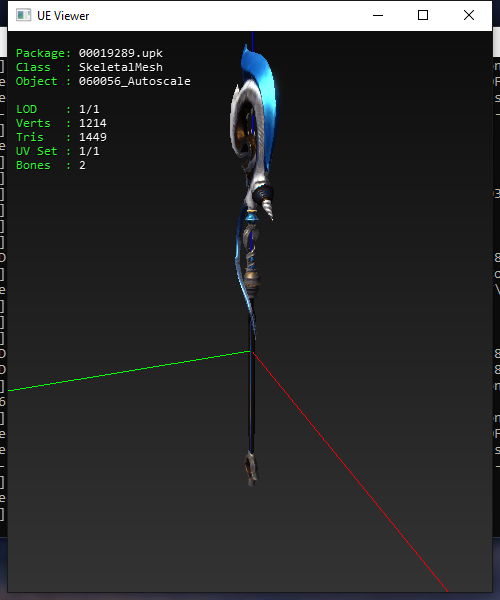 UE Viewer
Package: 00019289.upk
Class  : SkeletalMesh
Object : 060056_Autoscale
LOD    : 1/1
Verts  : 1214
Tris   : 1449
UV Set : 1/1
Bones  : 2